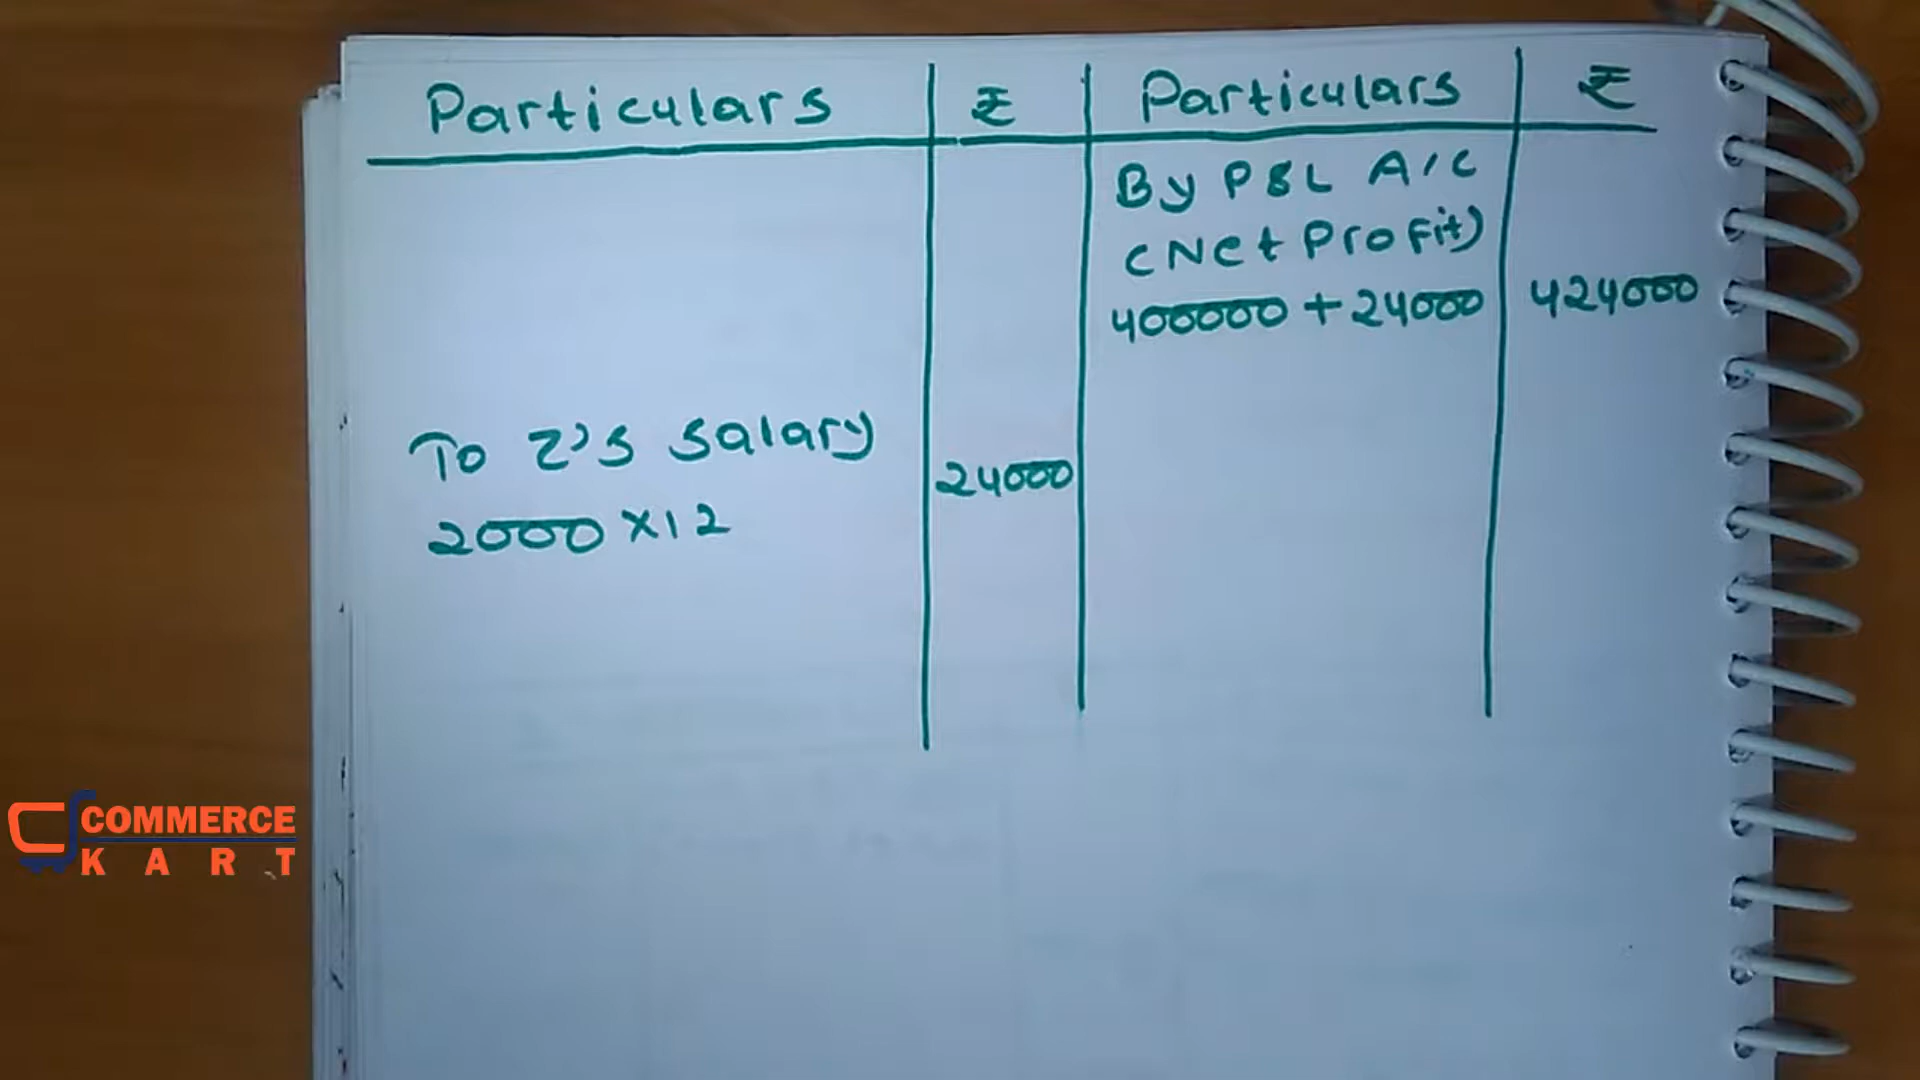 Particulars ₹ Particulars ₹
By P&L A/C
(Net Profit)
400000 + 24000 424000
To Z's Salary
24000
2000 x12
COMMERCE
KART